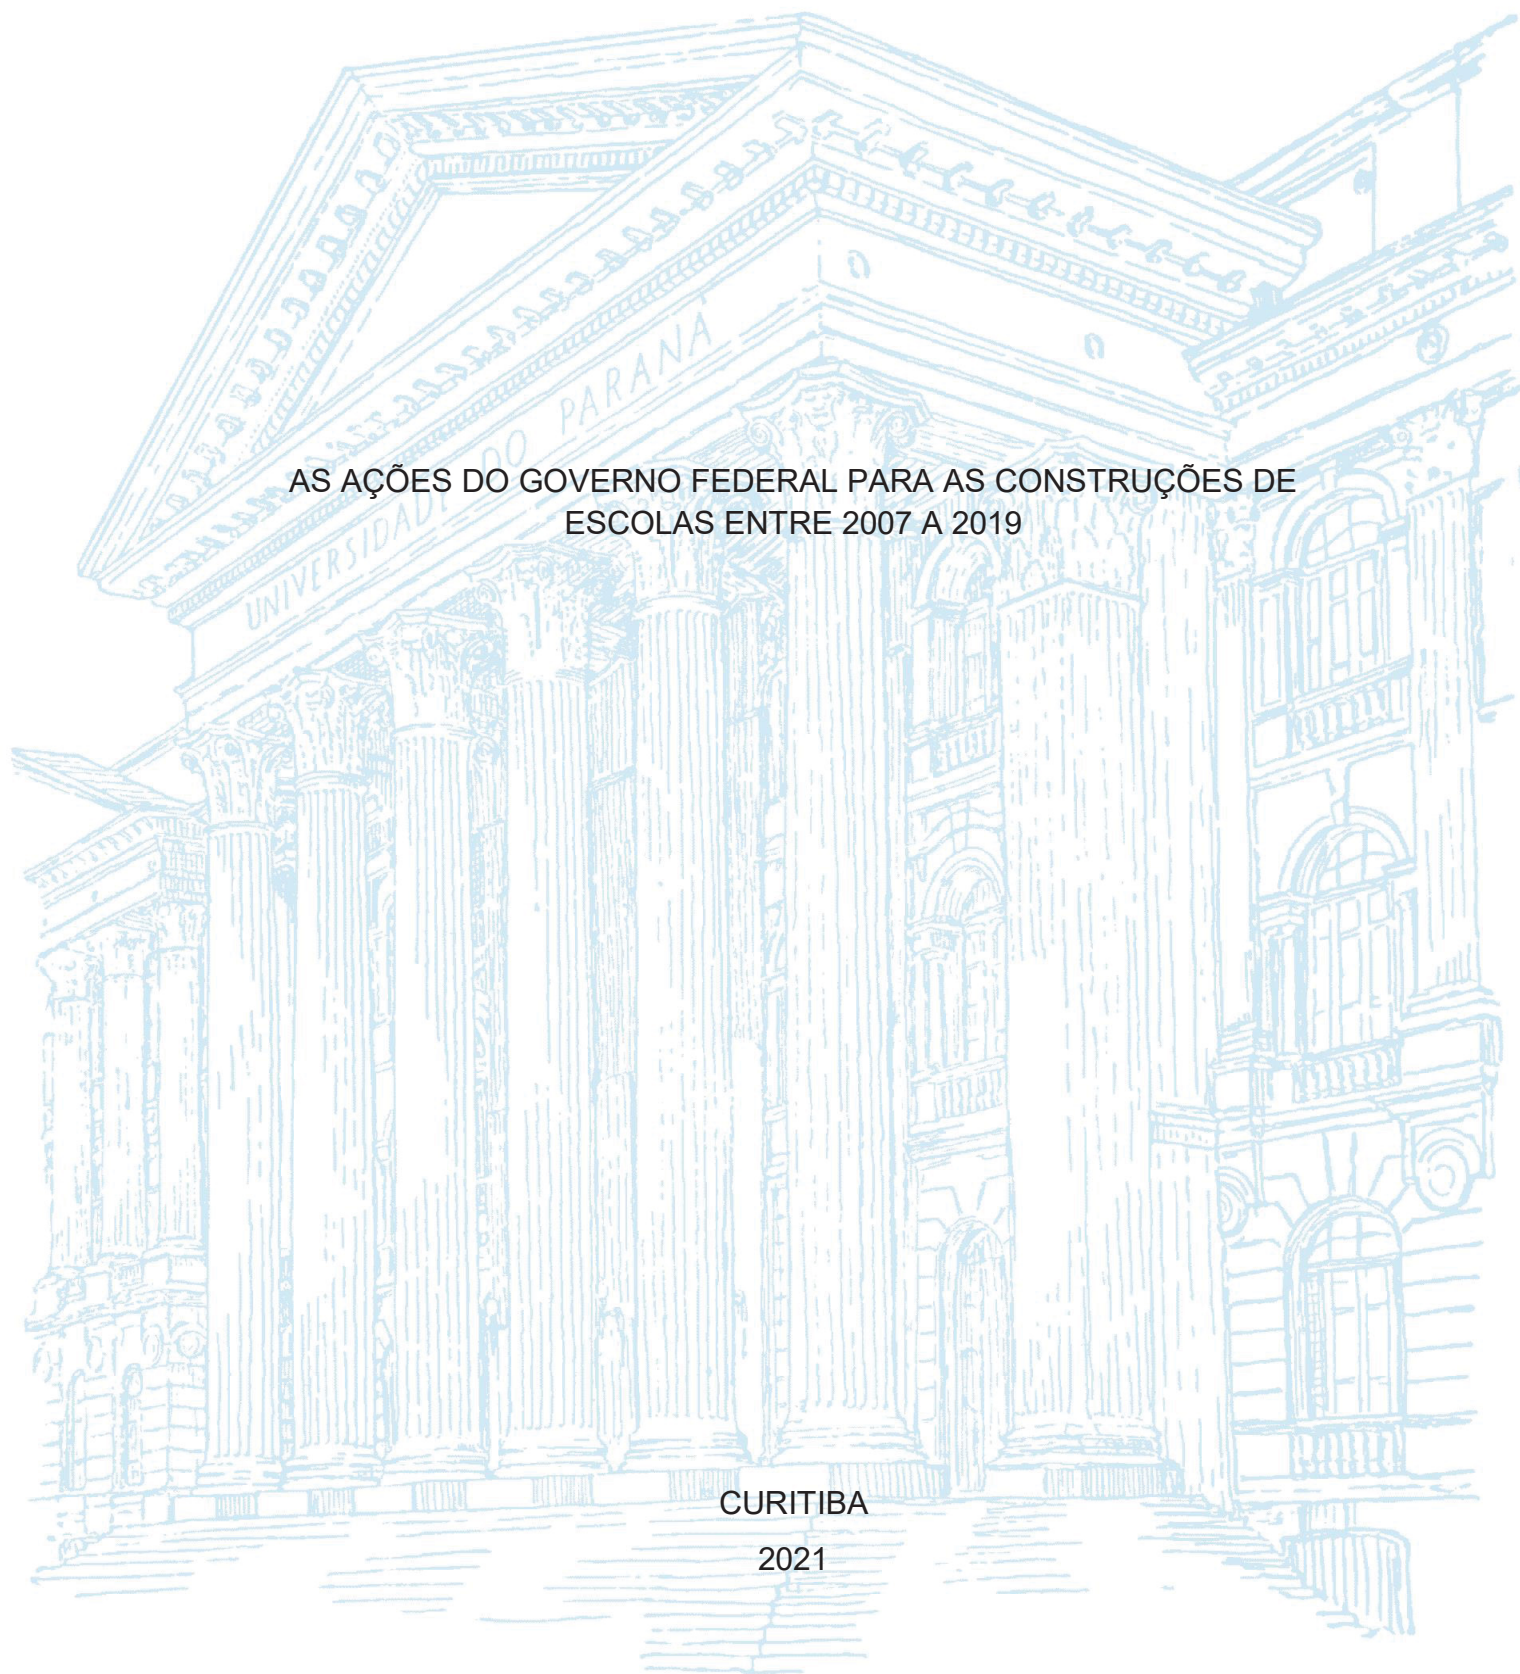 UNIVERSIDADE DO PARANÁ
AS AÇÕES DO GOVERNO FEDERAL PARA AS CONSTRUÇÕES DE
ESCOLAS ENTRE 2007 A 2019
CURITIBA
2021